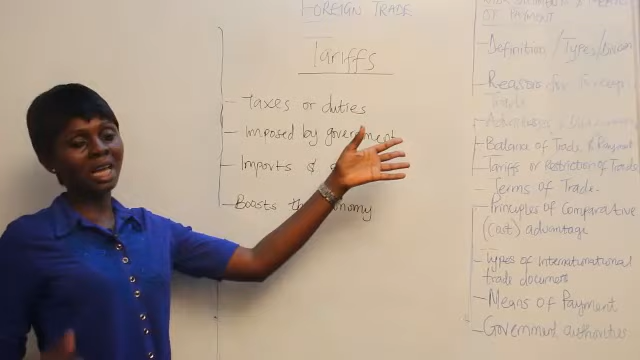 FOREIGN TRADE
Tariffs
Taxes or duties
Imposed by government
Imports &
Boosts
OF PAYMENT
Definition / Types /
Reasons for
Trade
Balance of Trade & Payment
Tariffs or Restriction of Trade
Terms of Trade
Principles of Comparative
(Cost) advantage
Types of International
trade documents
Means of Payment
Government authorities